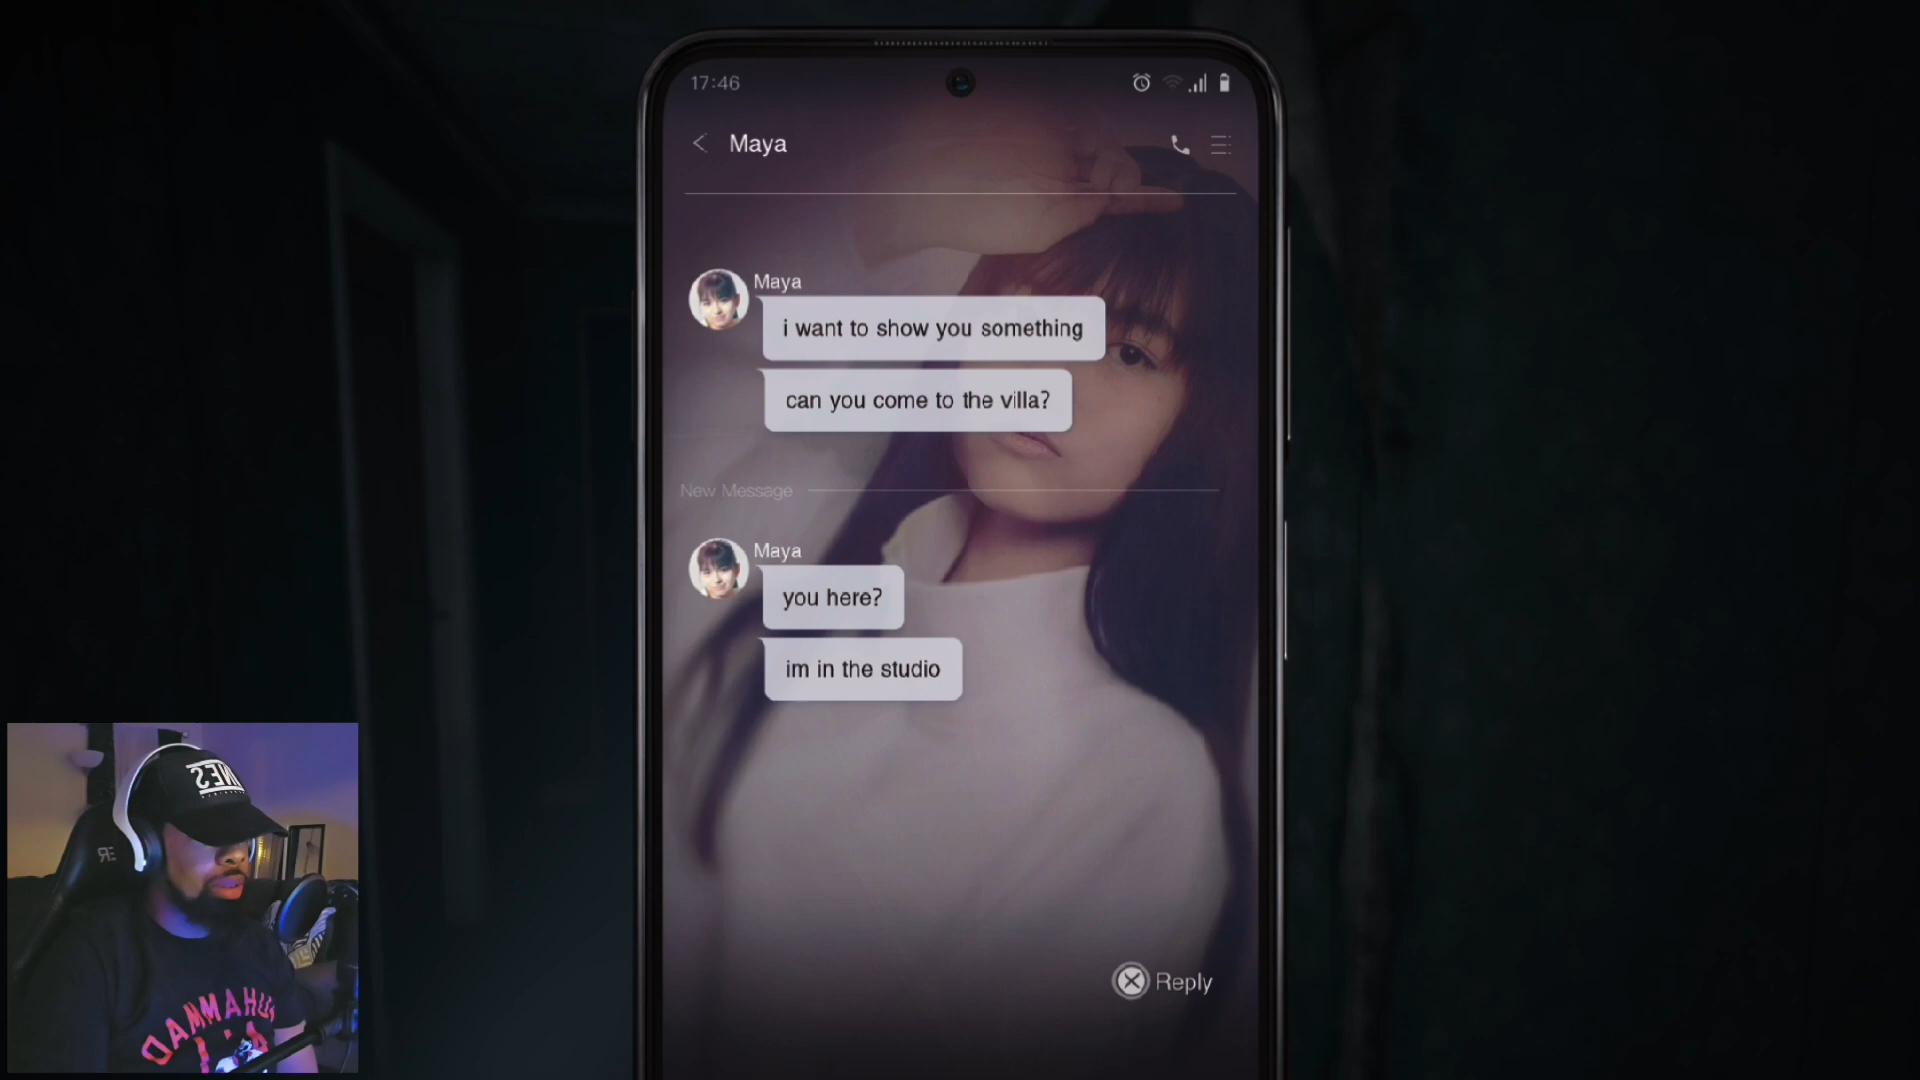 17:46
Maya
Maya
i want to show you something
can you come to the villa?
New Message
Maya
you here?
im in the studio
Reply